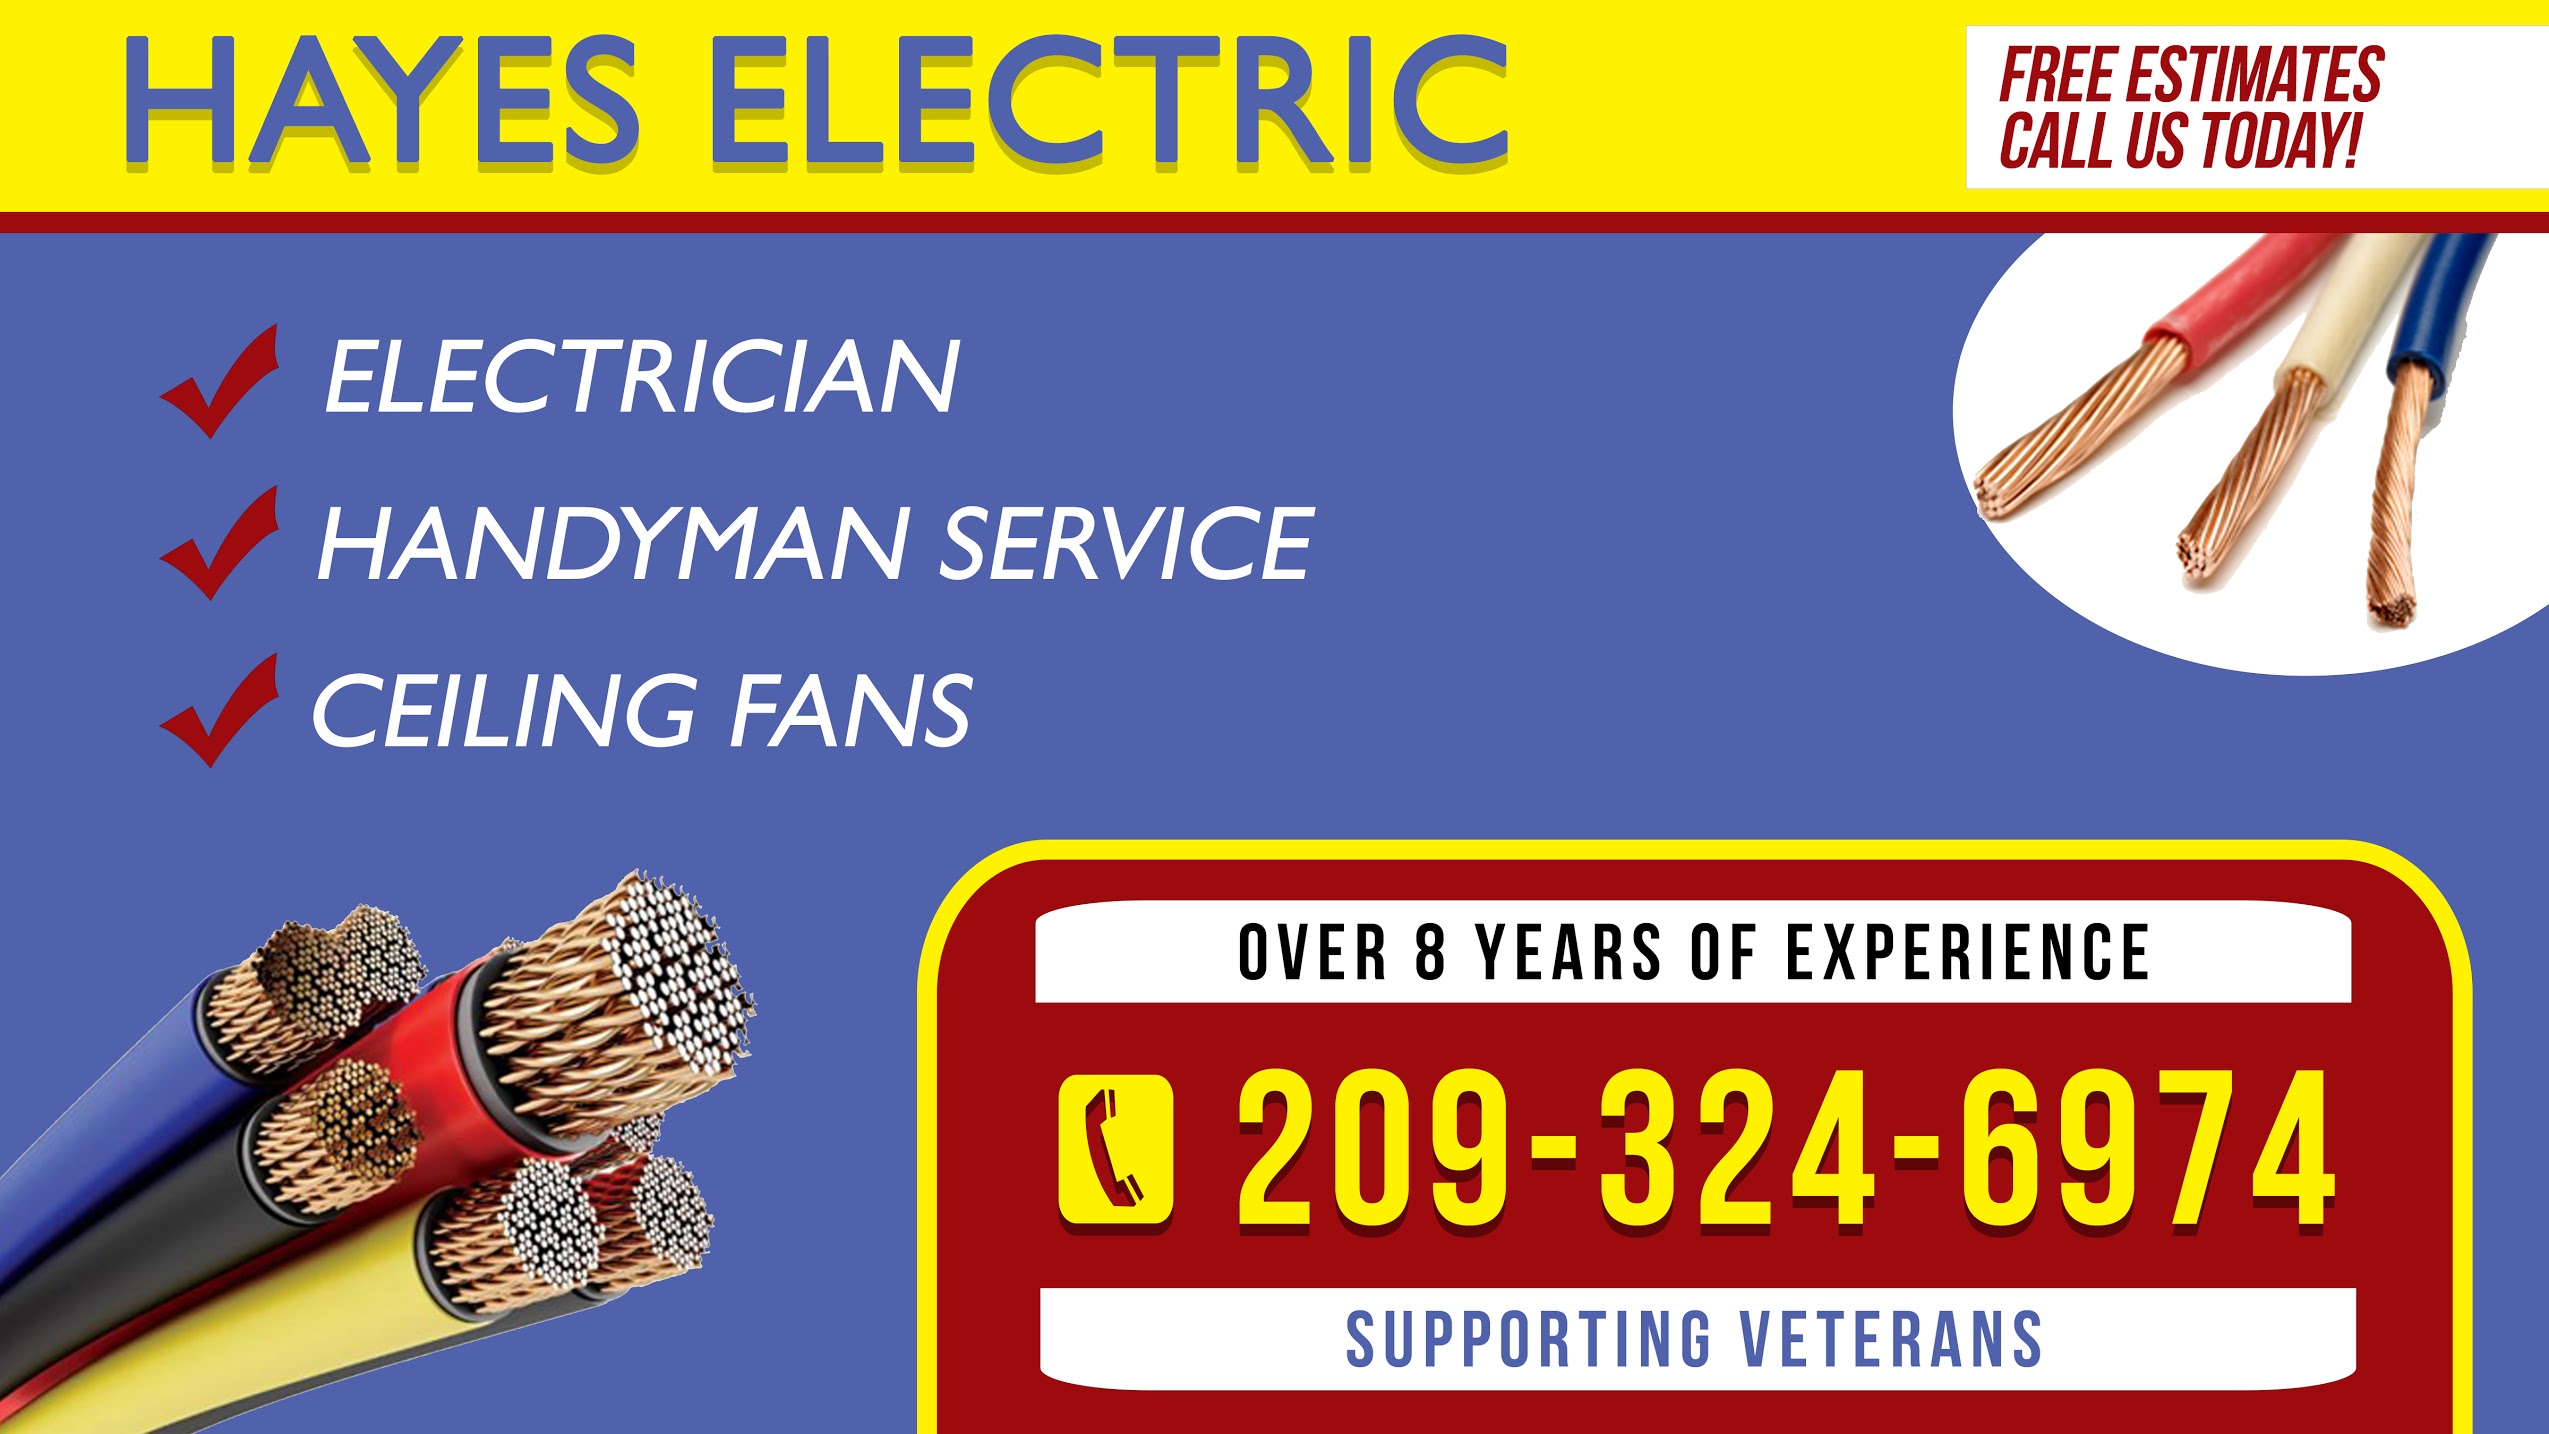 HAYES ELECTRIC
FREE ESTIMATES
CALL US TODAY!
ELECTRICIAN
HANDYMAN SERVICE
CEILING FANS
OVER 8 YEARS OF EXPERIENCE
209-324-6974
SUPPORTING VETERANS